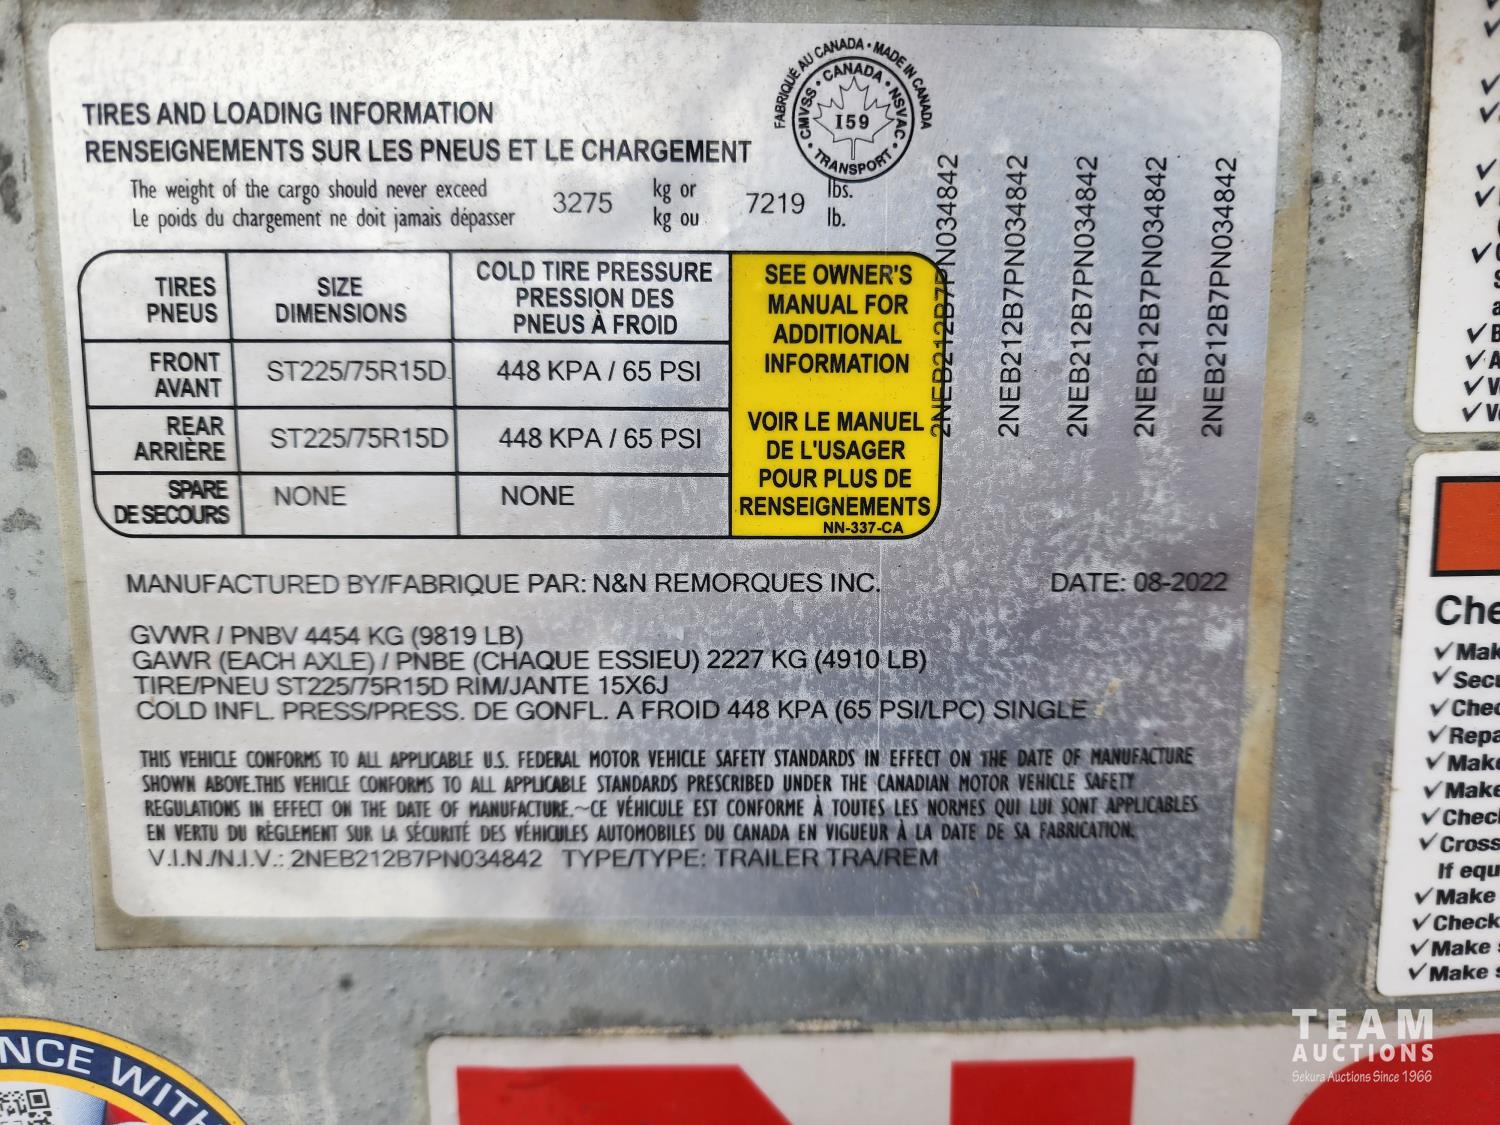 FABRIQUÉ AU CANADA • MADE IN CANADA
CMVSS • CANADA • NSVAC • TRANSPORT •
159
TIRES AND LOADING INFORMATION
RENSEIGNEMENTS SUR LES PNEUS ET LE CHARGEMENT
The weight of the cargo should never exceed 3275 kg or 7219 lbs.
Le poids du chargement ne doit jamais dépasser kg ou lb.
TIRES
PNEUS
SIZE
DIMENSIONS
COLD TIRE PRESSURE
PRESSION DES
PNEUS À FROID
FRONT
AVANT
ST225/75R15D
448 KPA / 65 PSI
REAR
ARRIÈRE
ST225/75R15D
448 KPA / 65 PSI
SPARE
DE SECOURS
NONE
NONE
SEE OWNER'S
MANUAL FOR
ADDITIONAL
INFORMATION
VOIR LE MANUEL
DE L'USAGER
POUR PLUS DE
RENSEIGNEMENTS
NN-337-CA
2NEB212B7PN034842
2NEB212B7PN034842
2NEB212B7PN034842
2NEB212B7PN034842
2NEB212B7PN034842
MANUFACTURED BY/FABRIQUE PAR: N&N REMORQUES INC. DATE: 08-2022
GVWR / PNBV 4454 KG (9819 LB)
GAWR (EACH AXLE) / PNBE (CHAQUE ESSIEU) 2227 KG (4910 LB)
TIRE/PNEU ST225/75R15D RIM/JANTE 15X6J
COLD INFL. PRESS/PRESS. DE GONFL. A FROID 448 KPA (65 PSI/LPC) SINGLE
THIS VEHICLE CONFORMS TO ALL APPLICABLE U.S. FEDERAL MOTOR VEHICLE SAFETY STANDARDS IN EFFECT ON THE DATE OF MANUFACTURE
SHOWN ABOVE.THIS VEHICLE CONFORMS TO ALL APPLICABLE STANDARDS PRESCRIBED UNDER THE CANADIAN MOTOR VEHICLE SAFETY
REGULATIONS IN EFFECT ON THE DATE OF MANUFACTURE.~CE VÉHICULE EST CONFORME À TOUTES LES NORMES QUI LUI SONT APPLICABLES
EN VERTU DU RÈGLEMENT SUR LA SÉCURITÉ DES VÉHICULES AUTOMOBILES DU CANADA EN VIGUEUR À LA DATE DE SA FABRICATION.
V.I.N./N.I.V.: 2NEB212B7PN034842 TYPE/TYPE: TRAILER TRA/REM
✓ Make
✓ Check
✓ Make
✓ Make
Cross
If equ
NCE WITH
TEAM
AUCTIONS
Sekura Auctions Since 1966